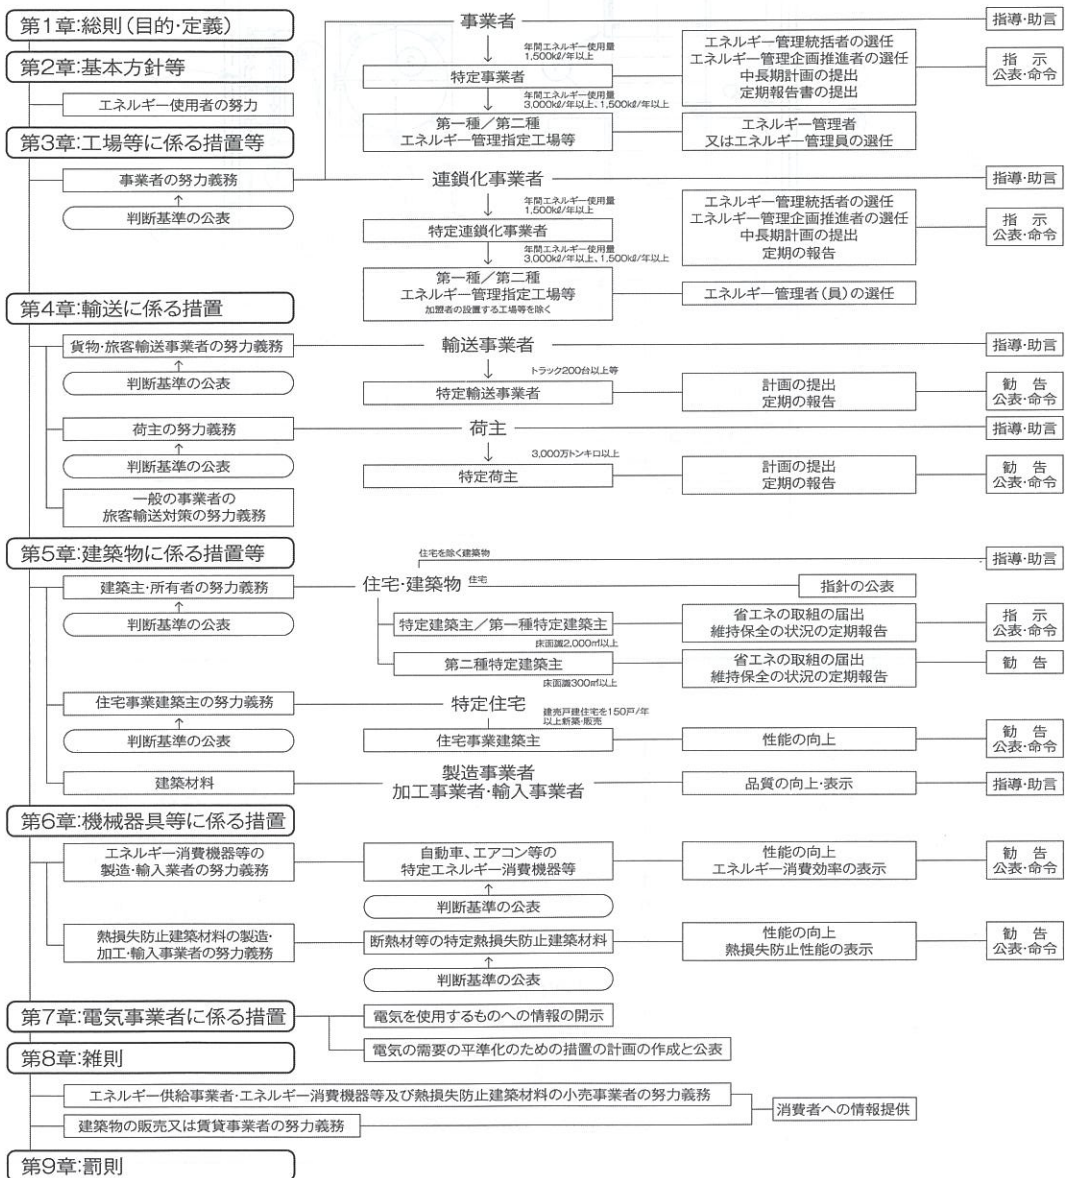 第1章:総則(目的・定義)
事業者
指導・助言
年間エネルギー使用量
1,500kℓ/年以上
エネルギー管理統括者の選任
エネルギー管理企画推進者の選任
中長期計画の提出
定期報告書の提出
指 示
公表・命令
第2章:基本方針等
特定事業者
エネルギー使用者の努力
年間エネルギー使用量
3,000kℓ/年以上、1,500kℓ/年以上
第一種/第二種
エネルギー管理指定工場等
エネルギー管理者
又はエネルギー管理員の選任
第3章:工場等に係る措置等
事業者の努力義務
連鎖化事業者
指導・助言
判断基準の公表
年間エネルギー使用量
1,500kℓ/年以上
特定連鎖化事業者
エネルギー管理統括者の選任
エネルギー管理企画推進者の選任
中長期計画の提出
定期の報告
指 示
公表・命令
年間エネルギー使用量
3,000kℓ/年以上、1,500kℓ/年以上
第一種/第二種
エネルギー管理指定工場等
加盟者の設置する工場等を除く
エネルギー管理者(員)の選任
第4章:輸送に係る措置
貨物・旅客輸送事業者の努力義務
輸送事業者
指導・助言
判断基準の公表
トラック200台以上等
特定輸送事業者
計画の提出
定期の報告
勧 告
公表・命令
荷主の努力義務
荷主
指導・助言
判断基準の公表
3,000万トンキロ以上
特定荷主
計画の提出
定期の報告
勧 告
公表・命令
一般の事業者の
旅客輸送対策の努力義務
第5章:建築物に係る措置等
住宅を除く建築物
指導・助言
建築主・所有者の努力義務
住宅・建築物
住宅
指針の公表
判断基準の公表
特定建築主/第一種特定建築主
床面識2,000㎡以上
省エネの取組の届出
維持保全の状況の定期報告
指 示
公表・命令
第二種特定建築主
床面識300㎡以上
省エネの取組の届出
維持保全の状況の定期報告
勧 告
住宅事業建築主の努力義務
特定住宅
建売戸建住宅を150戸/年
以上新築・販売
判断基準の公表
住宅事業建築主
性能の向上
勧 告
公表・命令
建築材料
製造事業者
加工事業者・輸入事業者
品質の向上・表示
指導・助言
第6章:機械器具等に係る措置
エネルギー消費機器等の
製造・輸入業者の努力義務
自動車、エアコン等の
特定エネルギー消費機器等
性能の向上
エネルギー消費効率の表示
勧 告
公表・命令
判断基準の公表
熱損失防止建築材料の製造・
加工・輸入事業者の努力義務
断熱材等の特定熱損失防止建築材料
性能の向上
熱損失防止性能の表示
勧 告
公表・命令
判断基準の公表
第7章:電気事業者に係る措置
電気を使用するものへの情報の開示
電気の需要の平準化のための措置の計画の作成と公表
第8章:雑則
エネルギー供給事業者・エネルギー消費機器等及び熱損失防止建築材料の小売事業者の努力義務
消費者への情報提供
建築物の販売又は賃貸事業者の努力義務
第9章:罰則